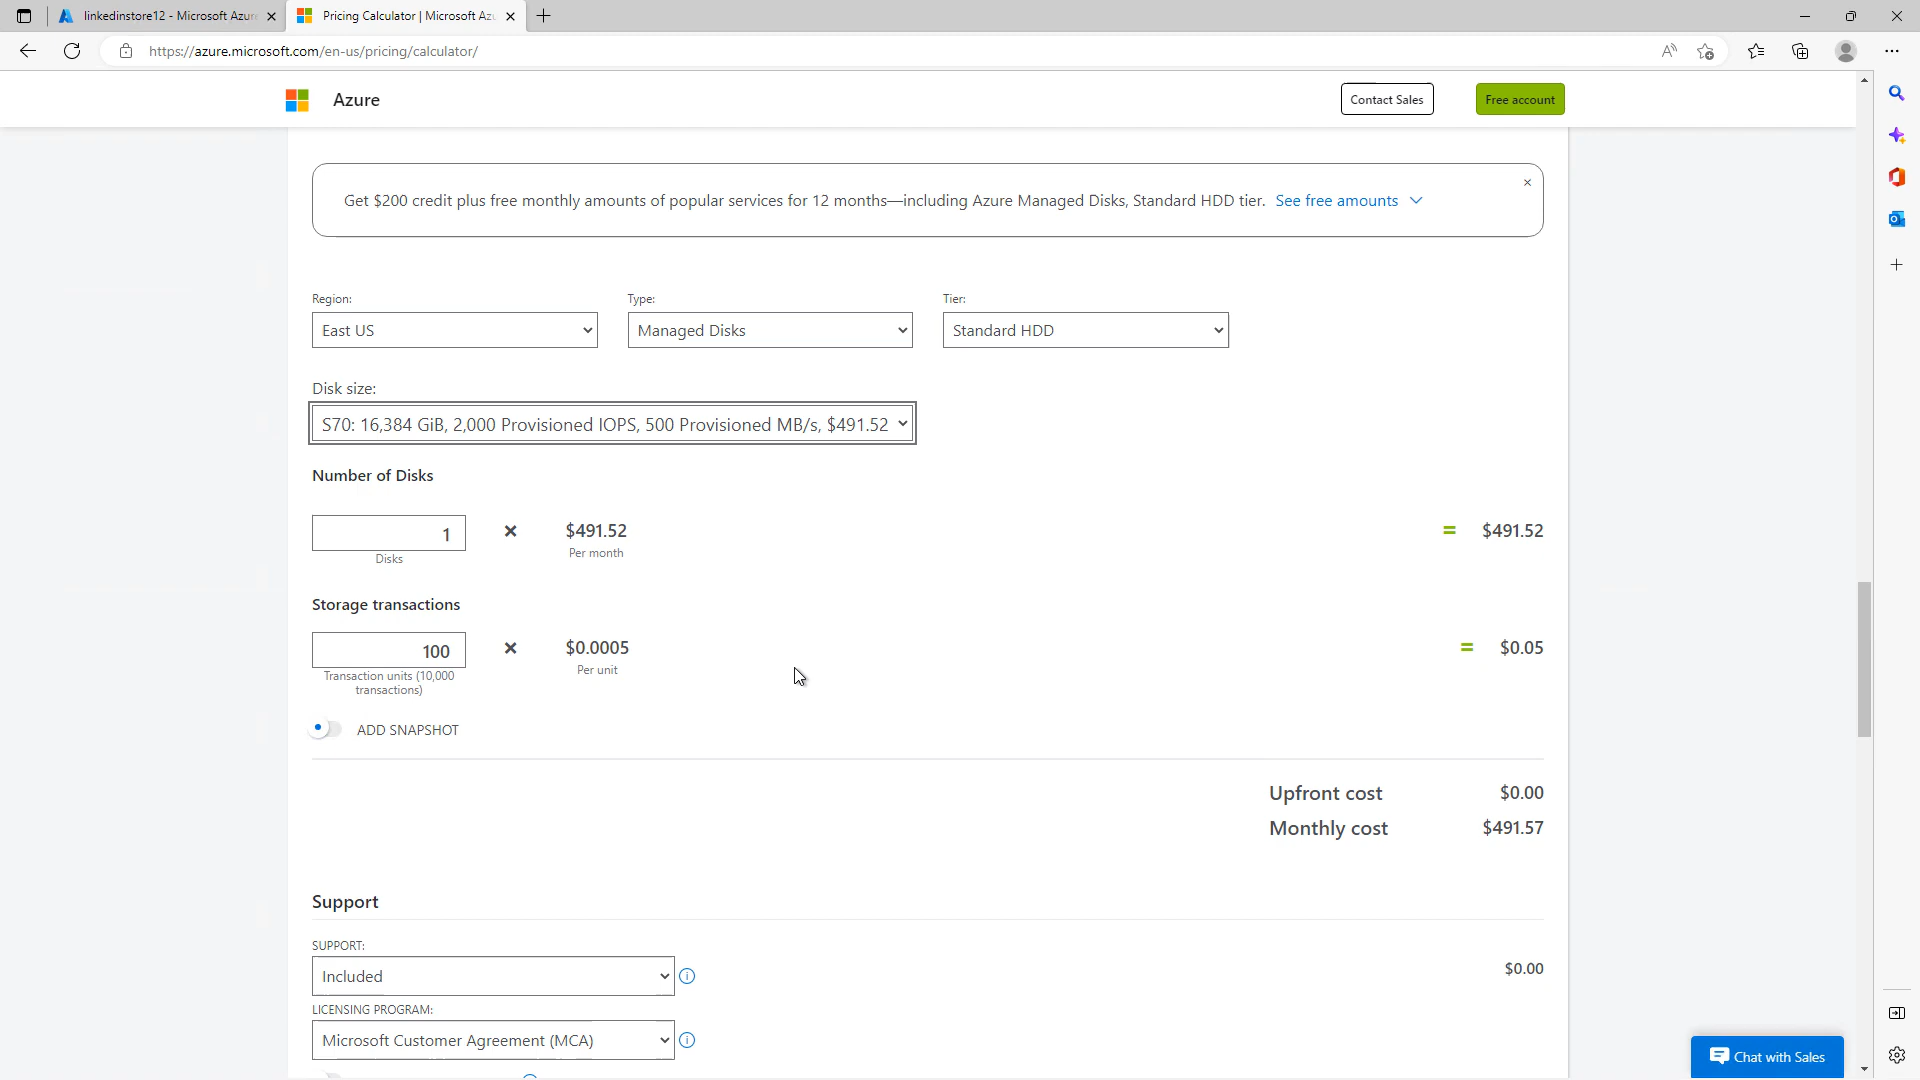 linkedinstore12 - Microsoft Azure
Pricing Calculator | Microsoft Az
https://azure.microsoft.com/en-us/pricing/calculator/
Azure
Contact Sales
Free account
Get $200 credit plus free monthly amounts of popular services for 12 months—including Azure Managed Disks, Standard HDD tier. See free amounts
Region:
Type:
Tier:
East US
Managed Disks
Standard HDD
Disk size:
S70: 16,384 GiB, 2,000 Provisioned IOPS, 500 Provisioned MB/s, $491.52
Number of Disks
1
× $491.52
= $491.52
Disks
Per month
Storage transactions
100
× $0.0005
= $0.05
Transaction units (10,000
transactions)
Per unit
ADD SNAPSHOT
Upfront cost $0.00
Monthly cost $491.57
Support
SUPPORT:
Included
$0.00
LICENSING PROGRAM:
Microsoft Customer Agreement (MCA)
Chat with Sales